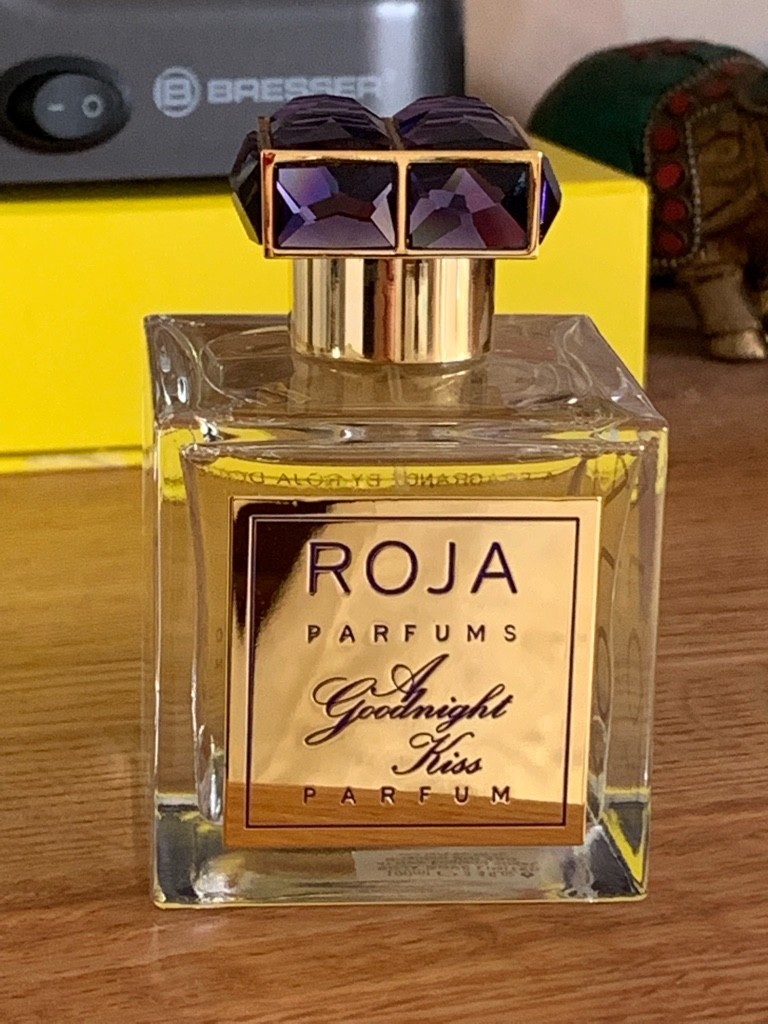 BRESSER
ROJA
PARFUMS
A
Goodnight
Kiss
PARFUM